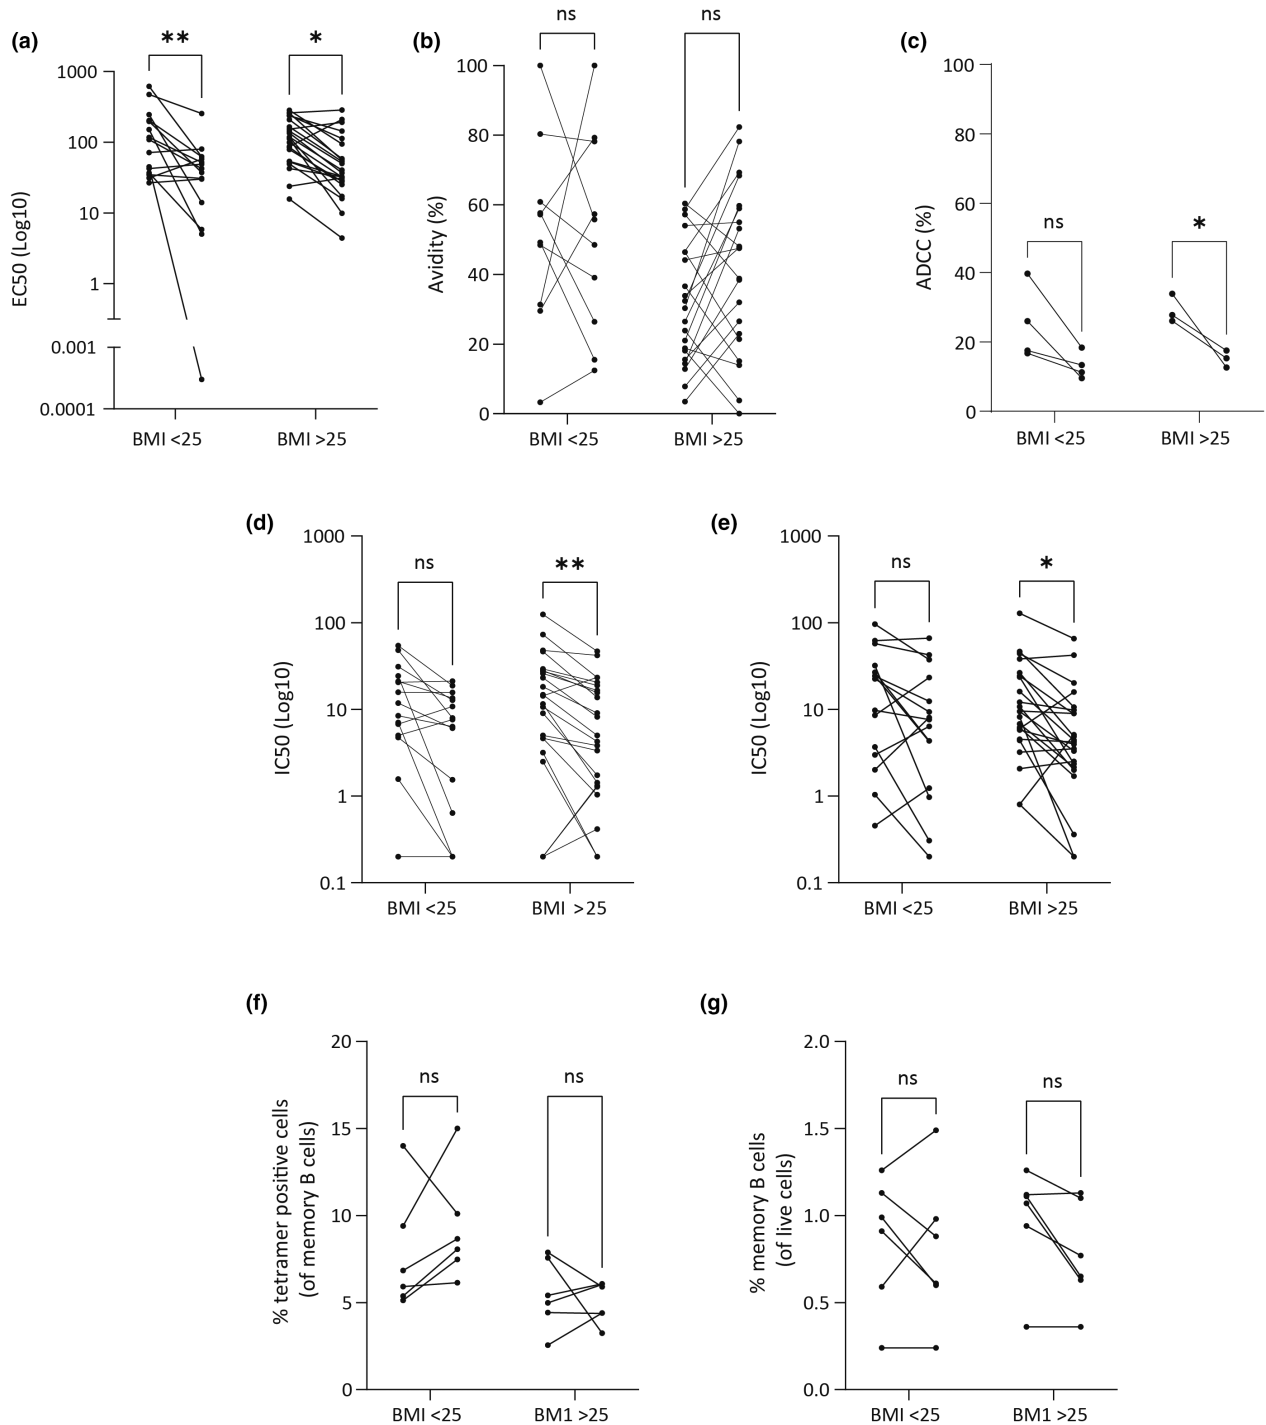 (a)
** *
1000
100
10
1
0.001
0.0001
EC50 (Log10)
BMI <25 BMI >25
(b)
ns ns
100
80
60
40
20
0
Avidity (%)
BMI <25 BMI >25
(c)
ns *
100
80
60
40
20
0
ADCC (%)
BMI <25 BMI >25
(d)
ns **
1000
100
10
1
0.1
IC50 (Log10)
BMI <25 BMI >25
(e)
ns *
1000
100
10
1
0.1
IC50 (Log10)
BMI <25 BMI >25
(f)
ns ns
20
15
10
5
0
% tetramer positive cells
(of memory B cells)
BMI <25 BM1 >25
(g)
ns ns
2.0
1.5
1.0
0.5
0.0
% memory B cells
(of live cells)
BMI <25 BM1 >25